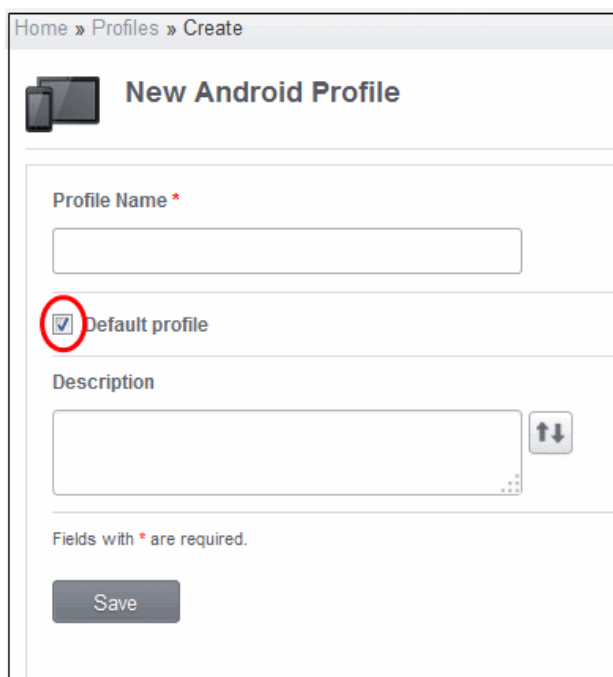 Home » Profiles » Create
New Android Profile
Profile Name *
Default profile
Description
Fields with * are required.
Save